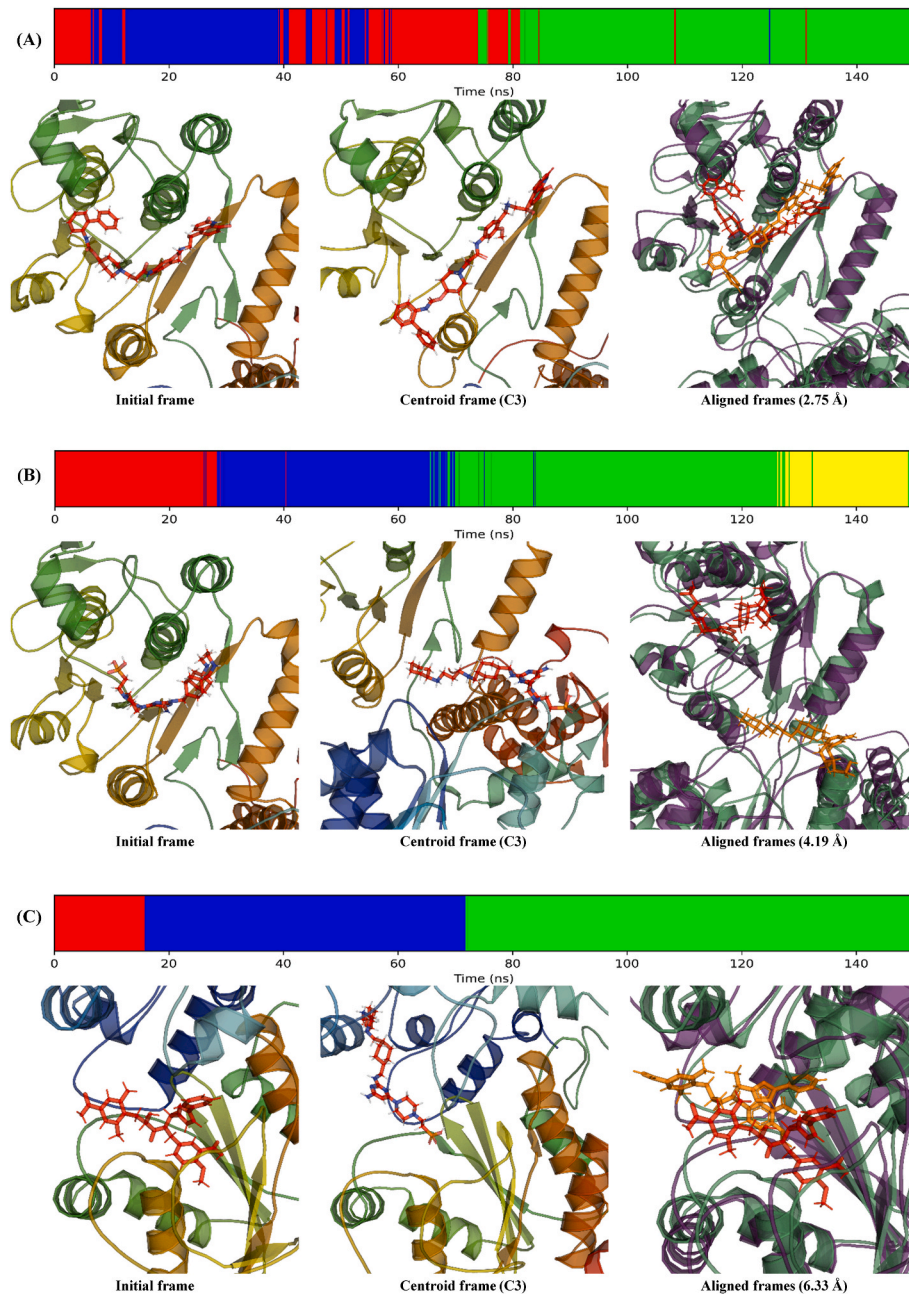 (A)
0 20 40 60 80 100 120 140
Time (ns)
Initial frame Centroid frame (C3) Aligned frames (2.75 Å)
(B)
0 20 40 60 80 100 120 140
Time (ns)
Initial frame Centroid frame (C3) Aligned frames (4.19 Å)
(C)
0 20 40 60 80 100 120 140
Time (ns)
Initial frame Centroid frame (C3) Aligned frames (6.33 Å)